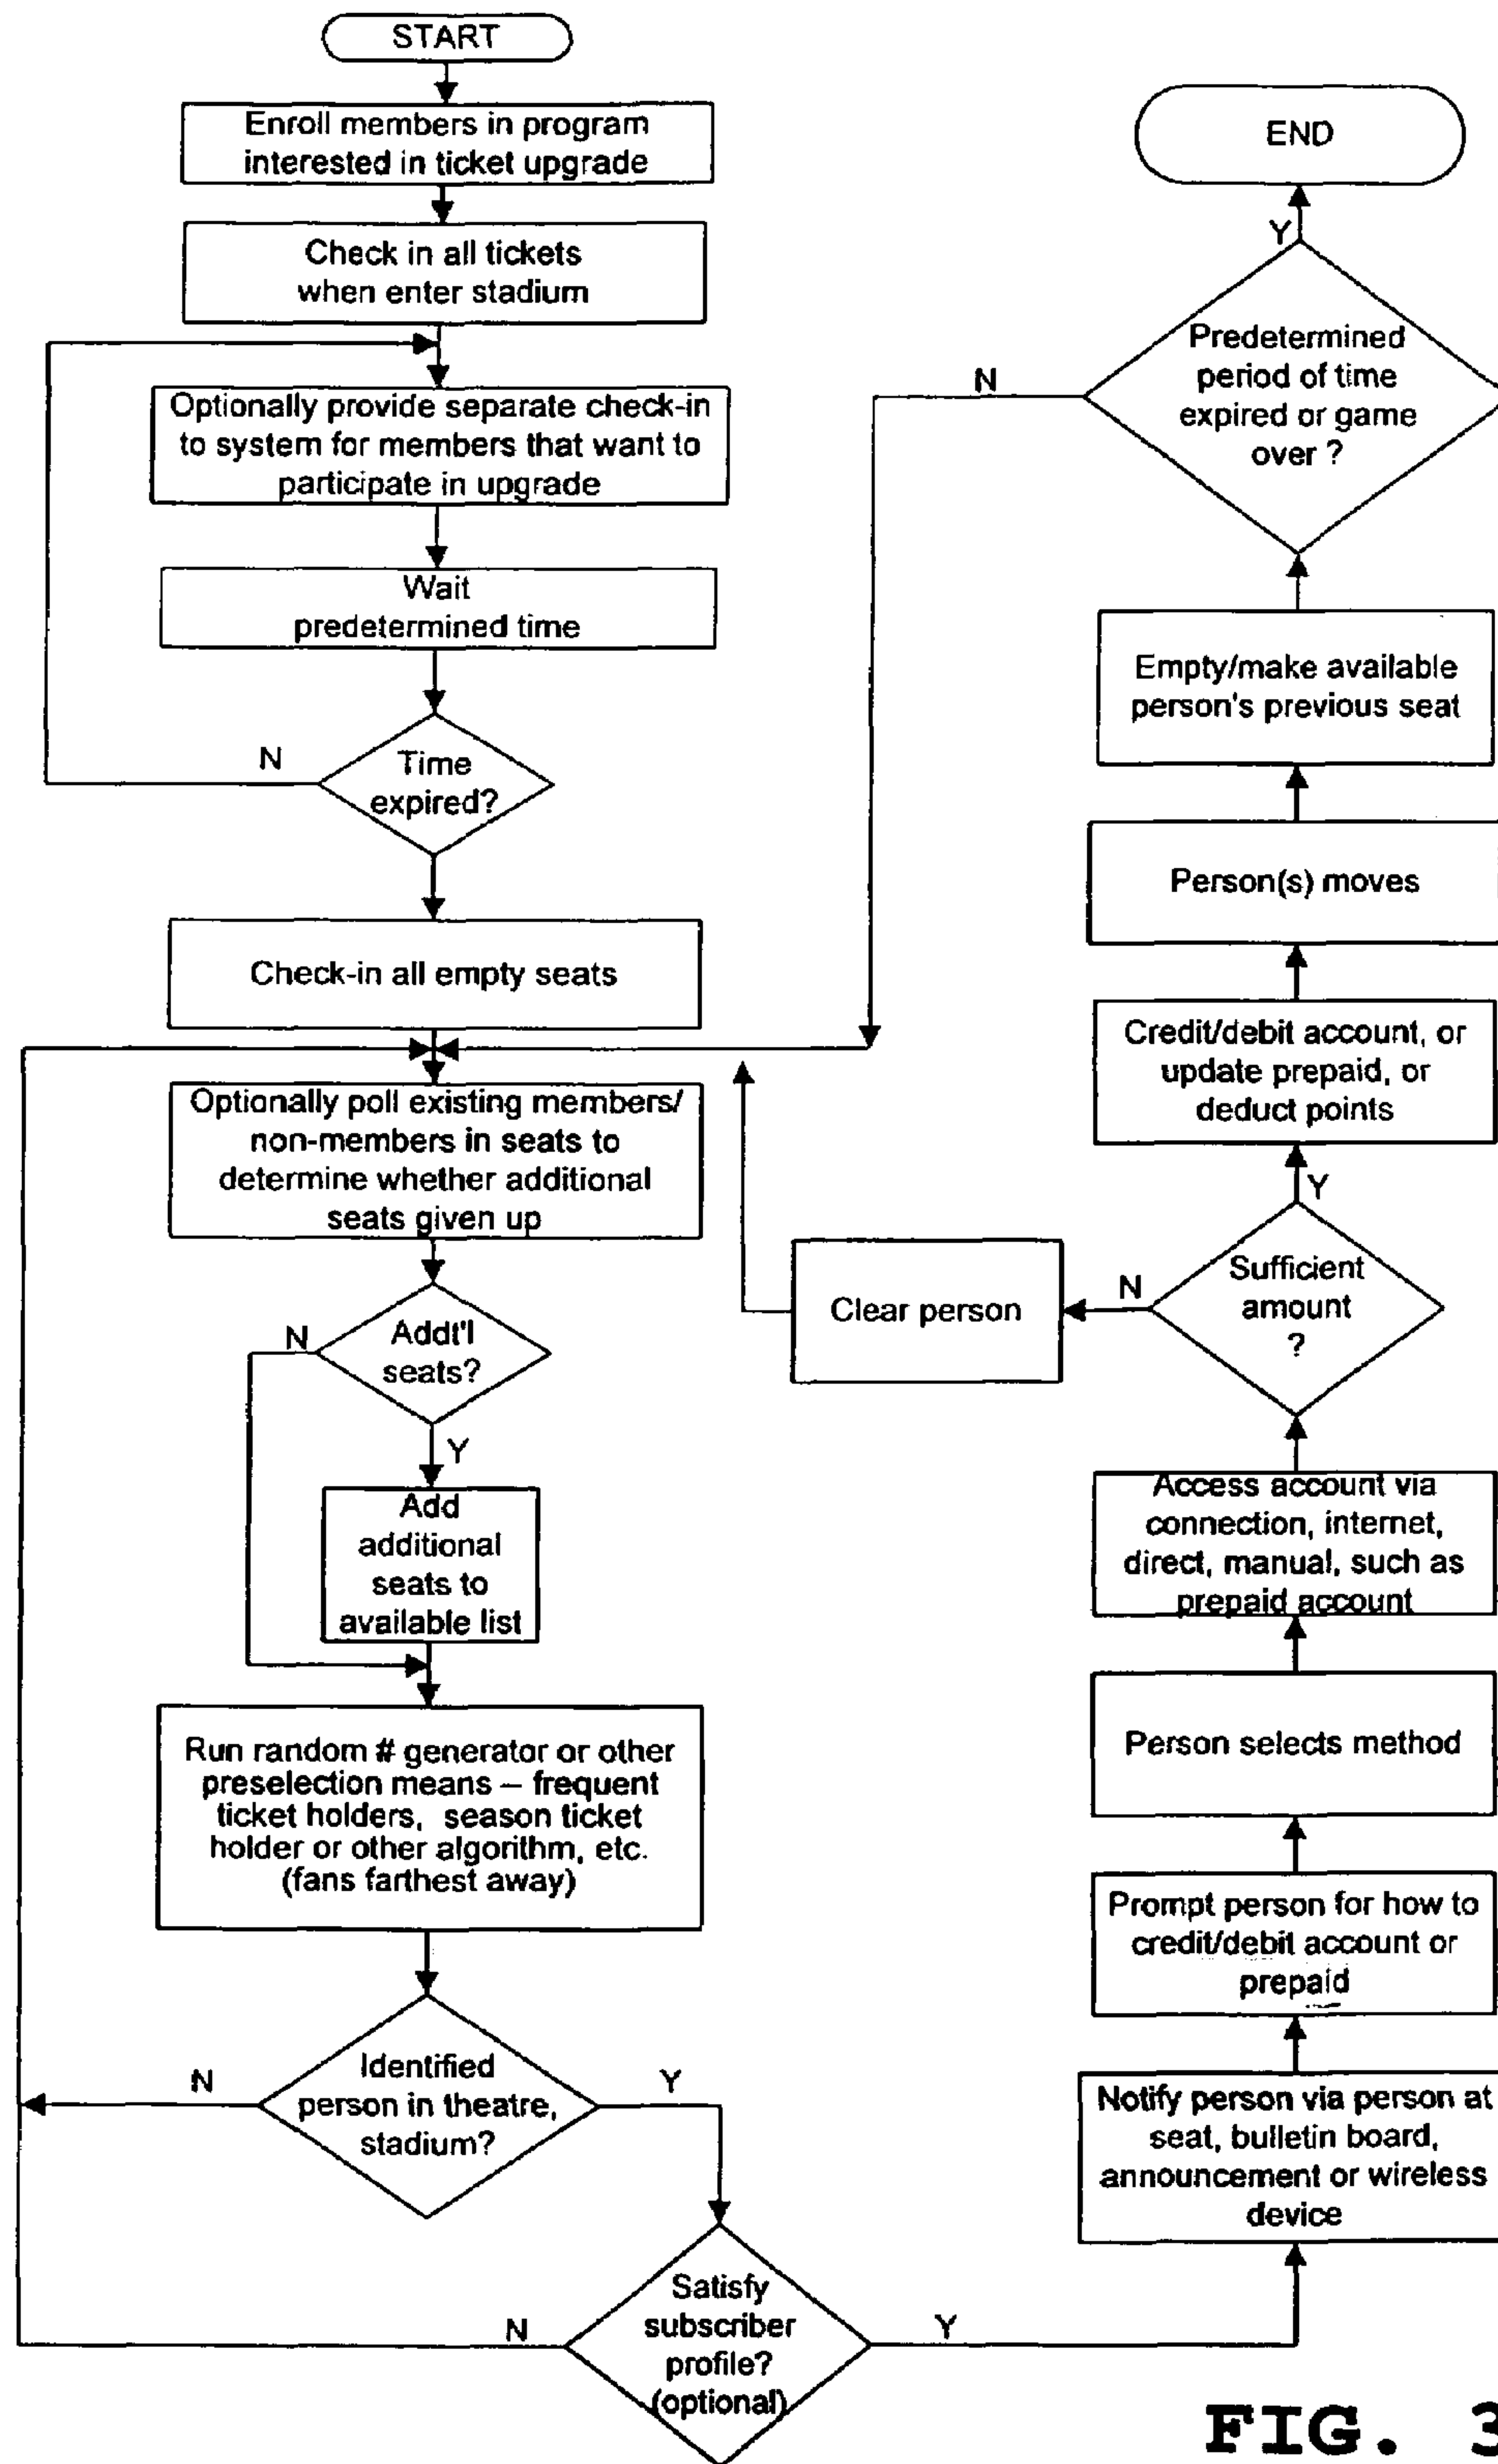 START
Enroll members in program
interested in ticket upgrade
Check in all tickets
when enter stadium
Optionally provide separate check-in
to system for members that want to
participate in upgrade
Wait
predetermined time
N
Time
expired?
Check-in all empty seats
Optionally poll existing members/
non-members in seats to
determine whether additional
seats given up
N
Addt'l
seats?
Y
Add
additional
seats to
available list
Run random # generator or other
preselection means – frequent
ticket holders, season ticket
holder or other algorithm, etc.
(fans farthest away)
N
Identified
person in theatre,
stadium?
Y
N
Satisfy
subscriber
profile?
(optional)
Y
Notify person via person at
seat, bulletin board,
announcement or wireless
device
Prompt person for how to
credit/debit account or
prepaid
Person selects method
Access account via
connection, internet,
direct, manual, such as
prepaid account
Sufficient
amount
?
N
Clear person
Y
Credit/debit account, or
update prepaid, or
deduct points
Person(s) moves
Empty/make available
person's previous seat
Predetermined
period of time
expired or game
over ?
N
Y
END
FIG. 3